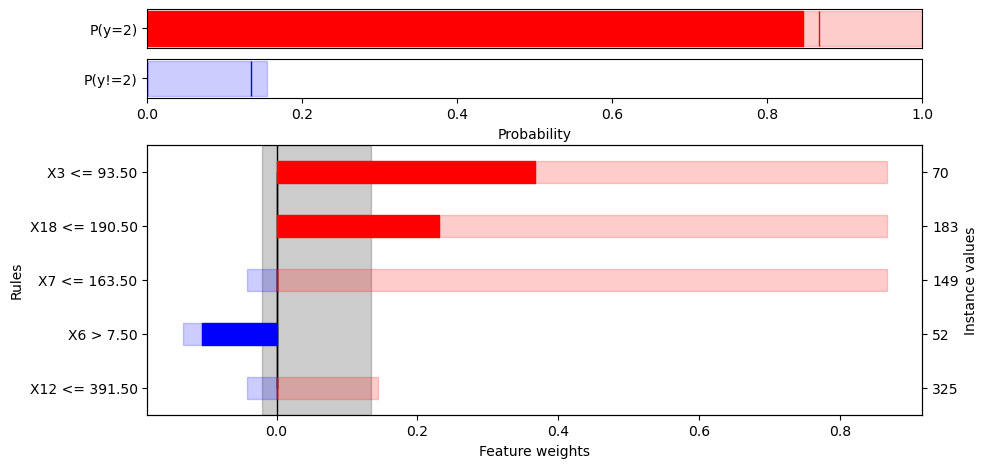 P(y=2)
P(y!=2)
0.0 0.2 0.4 0.6 0.8 1.0
Probability
Rules
X3 <= 93.50 70
X18 <= 190.50 183
X7 <= 163.50 149
X6 > 7.50 52
X12 <= 391.50 325
Instance values
0.0 0.2 0.4 0.6 0.8
Feature weights